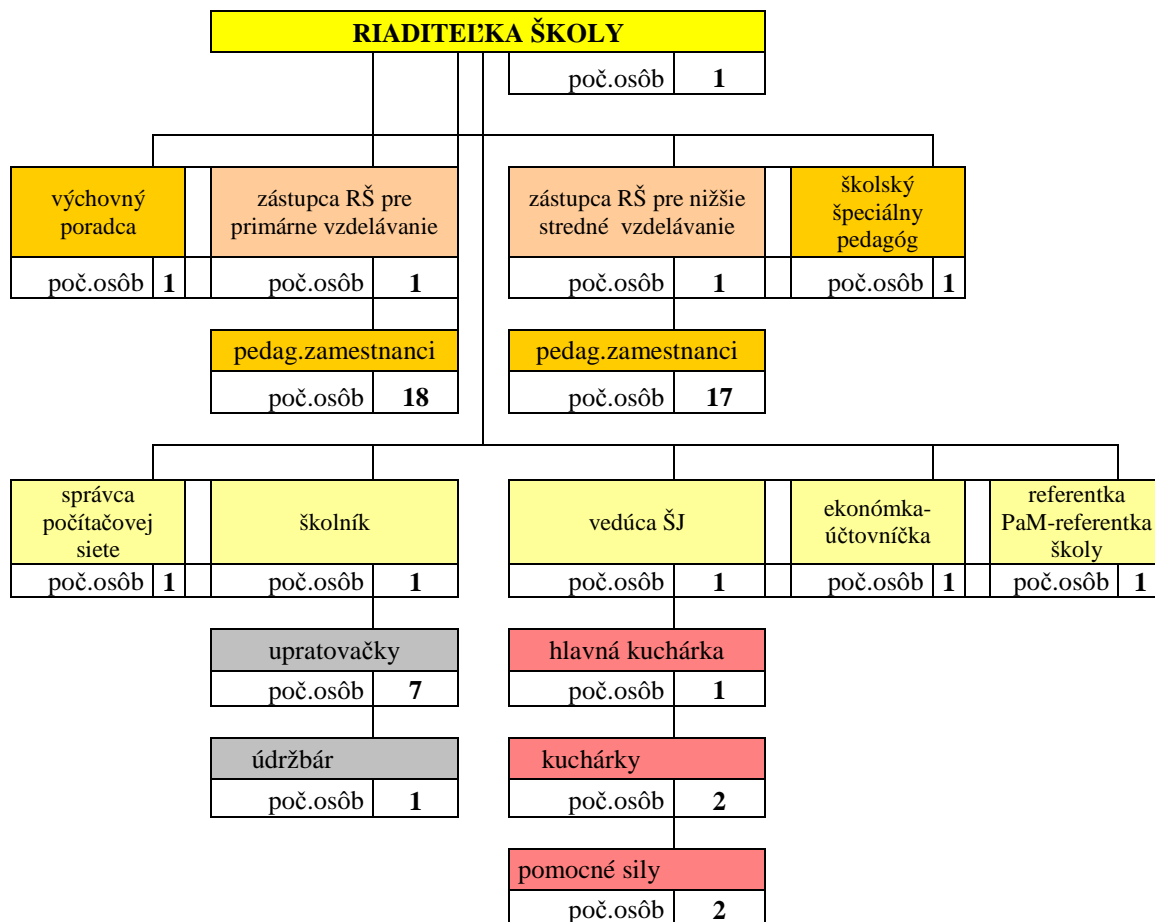 RIADITEĽKA ŠKOLY
poč.osôb 1
výchovný
poradca
zástupca RŠ pre
primárne vzdelávanie
zástupca RŠ pre nižšie
stredné vzdelávanie
školský
špeciálny
pedagóg
poč.osôb 1
poč.osôb 1
poč.osôb 1
poč.osôb 1
pedag.zamestnanci
pedag.zamestnanci
poč.osôb 18
poč.osôb 17
správca
počítačovej
siete
školník
vedúca ŠJ
ekonómka-
účtovníčka
referentka
PaM-referentka
školy
poč.osôb 1
poč.osôb 1
poč.osôb 1
poč.osôb 1
poč.osôb 1
upratovačky
hlavná kuchárka
poč.osôb 7
poč.osôb 1
údržbár
kuchárky
poč.osôb 1
poč.osôb 2
pomocné sily
poč.osôb 2